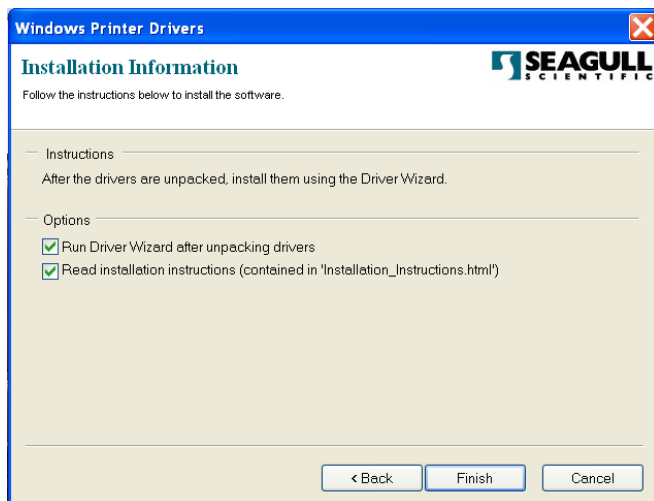 Windows Printer Drivers
Installation Information
SEAGULL
SCIENTIFIC
Follow the instructions below to install the software.
Instructions
After the drivers are unpacked, install them using the Driver Wizard.
Options
Run Driver Wizard after unpacking drivers
Read installation instructions (contained in 'Installation_Instructions.html')
< Back
Finish
Cancel